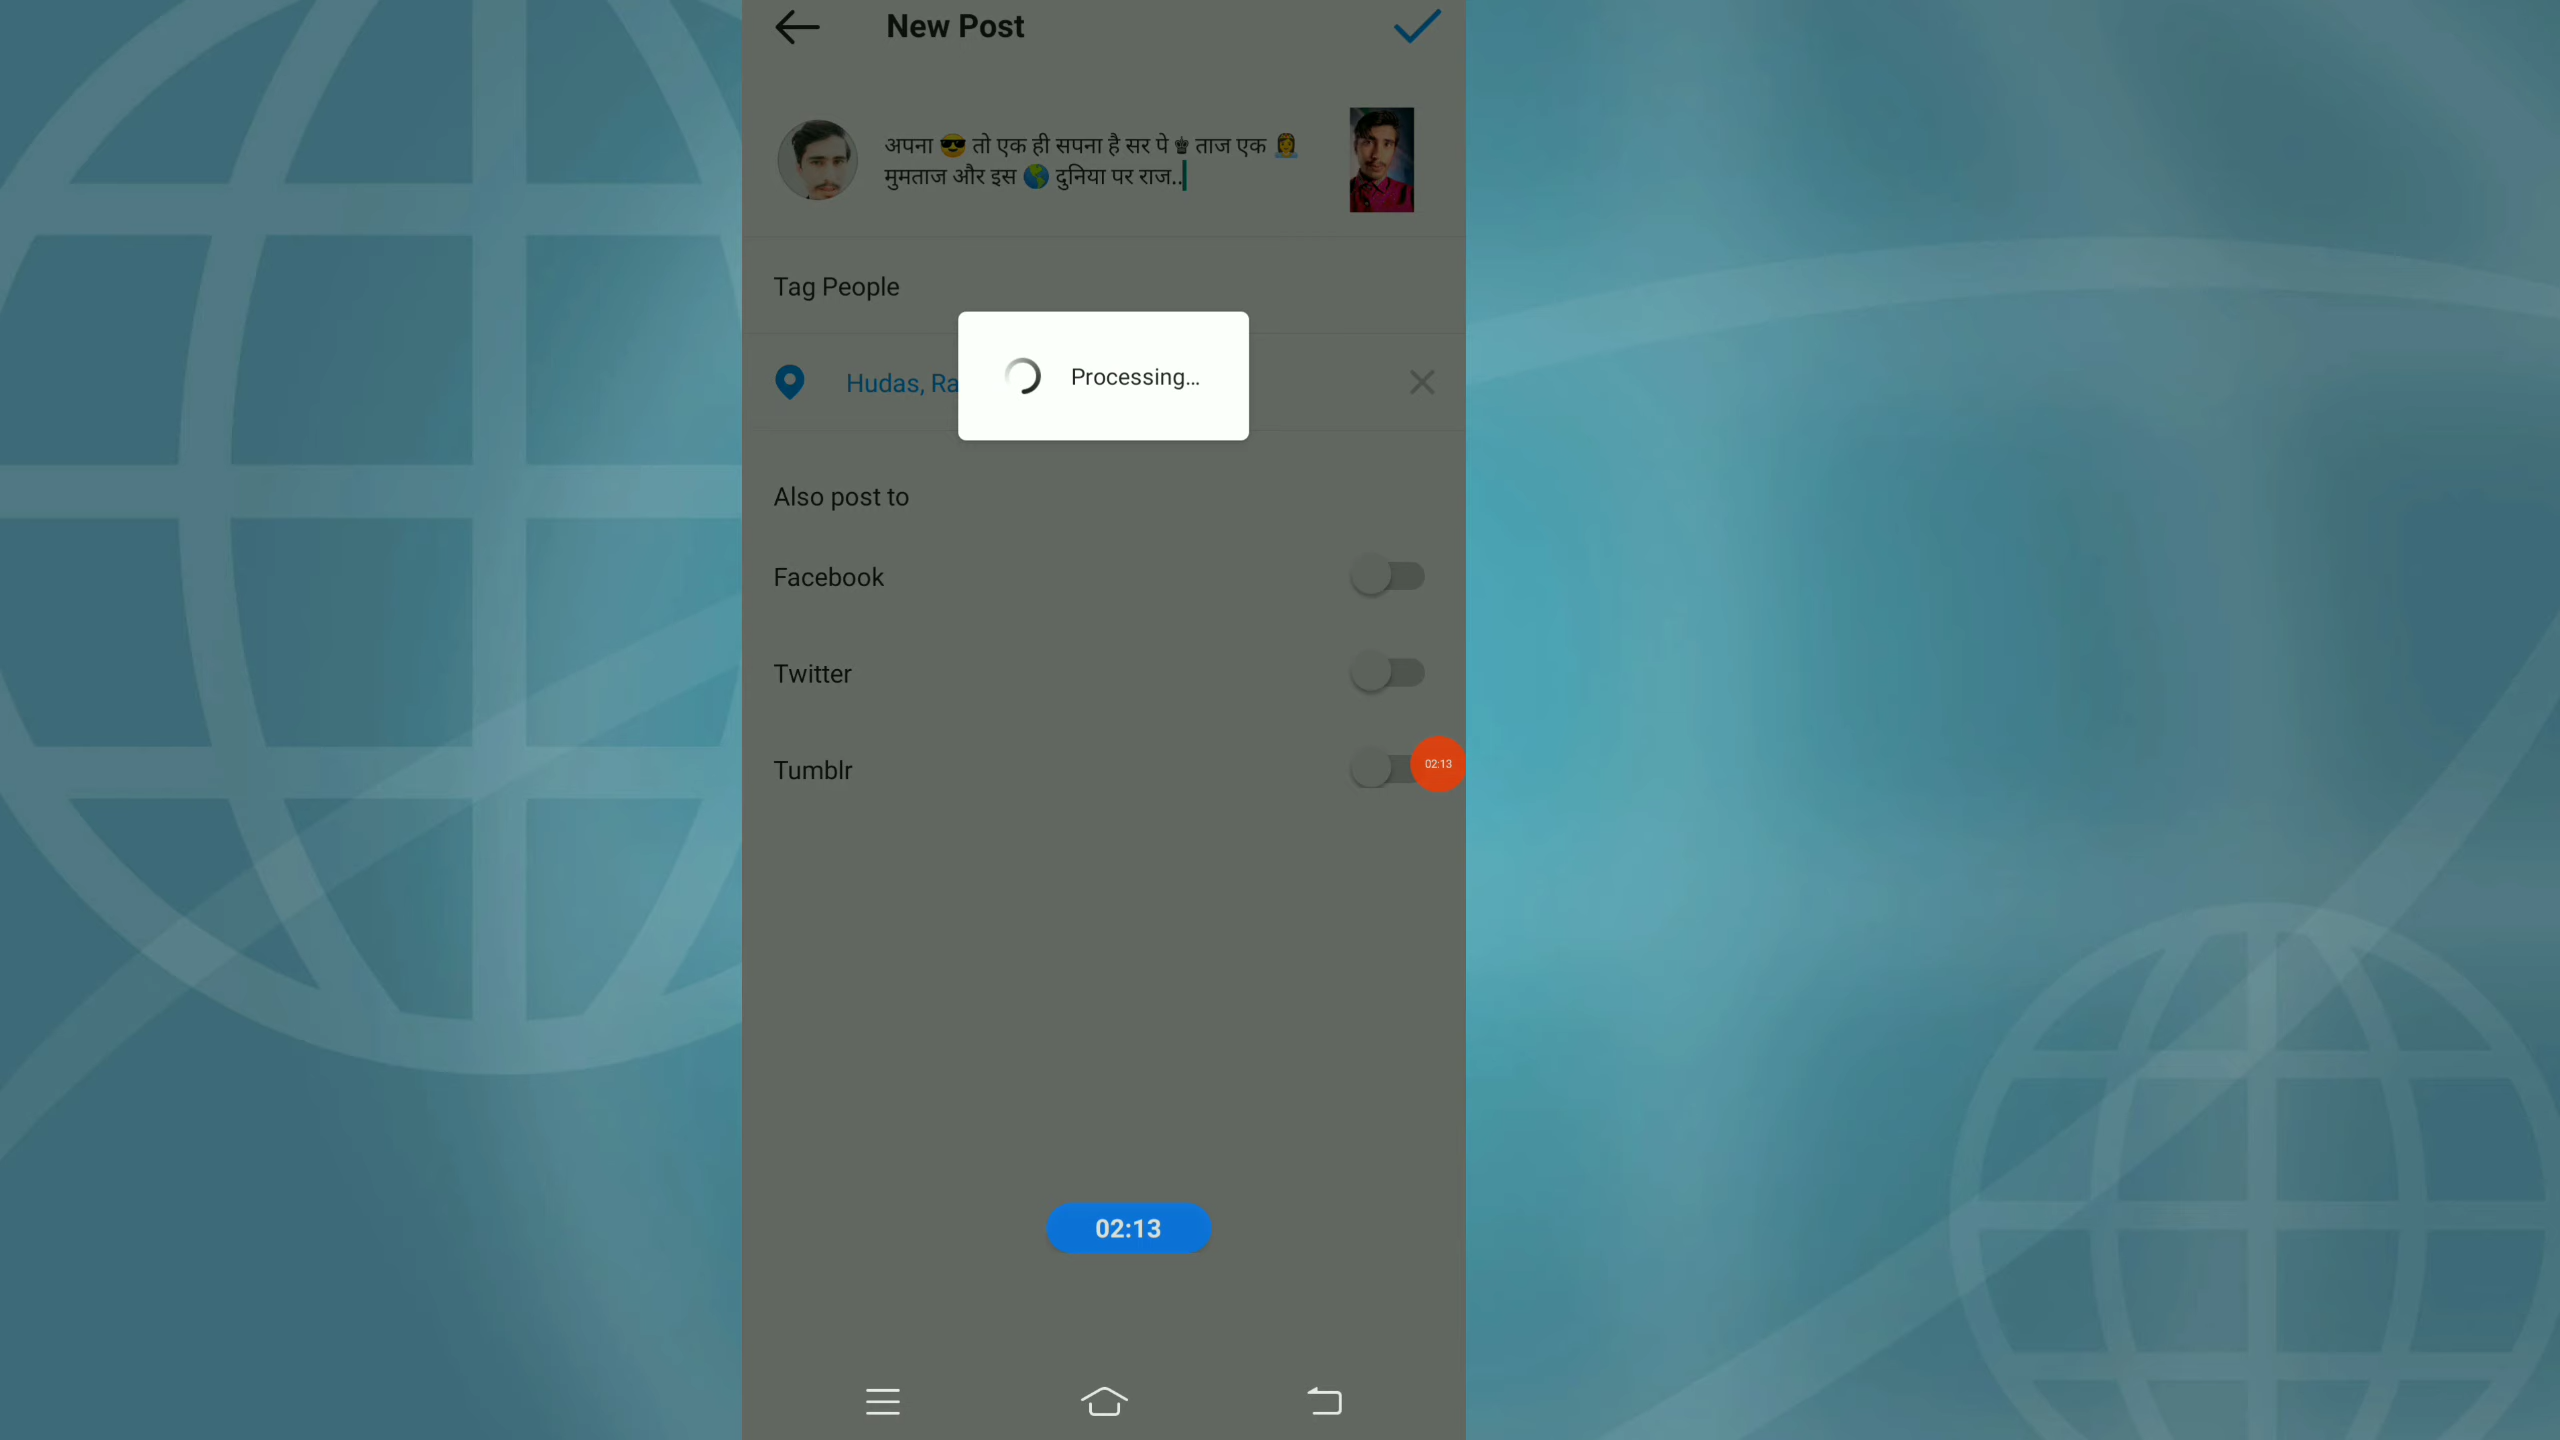 New Post
अपना 😎 तो एक ही सपना है सर पे ♚ ताज एक 👸
मुमताज और इस 🌎 दुनिया पर राज..
Tag People
Processing...
Hudas, Ra
Also post to
Facebook
Twitter
Tumblr
02:13
02:13